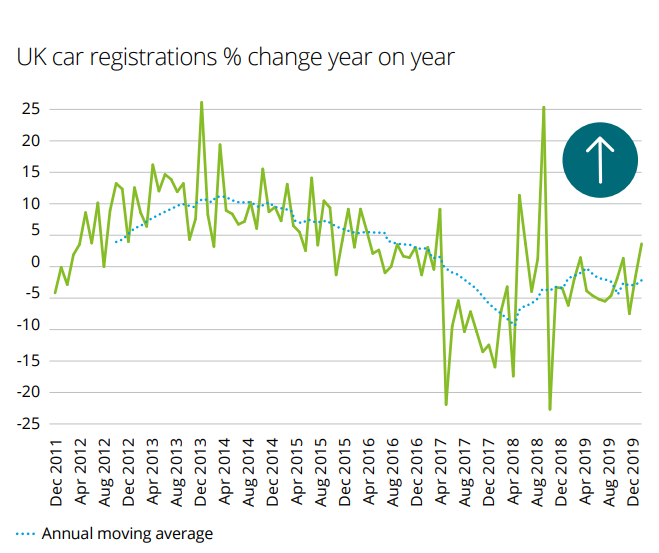 UK car registrations % change year on year
25
20
15
10
5
0
-5
-10
-15
-20
-25
Dec 2011
Apr 2012
Aug 2012
Dec 2012
Apr 2013
Aug 2013
Dec 2013
Apr 2014
Aug 2014
Dec 2014
Apr 2015
Aug 2015
Dec 2015
Apr 2016
Aug 2016
Dec 2016
Apr 2017
Aug 2017
Dec 2017
Apr 2018
Aug 2018
Dec 2018
Apr 2019
Aug 2019
Dec 2019
Annual moving average